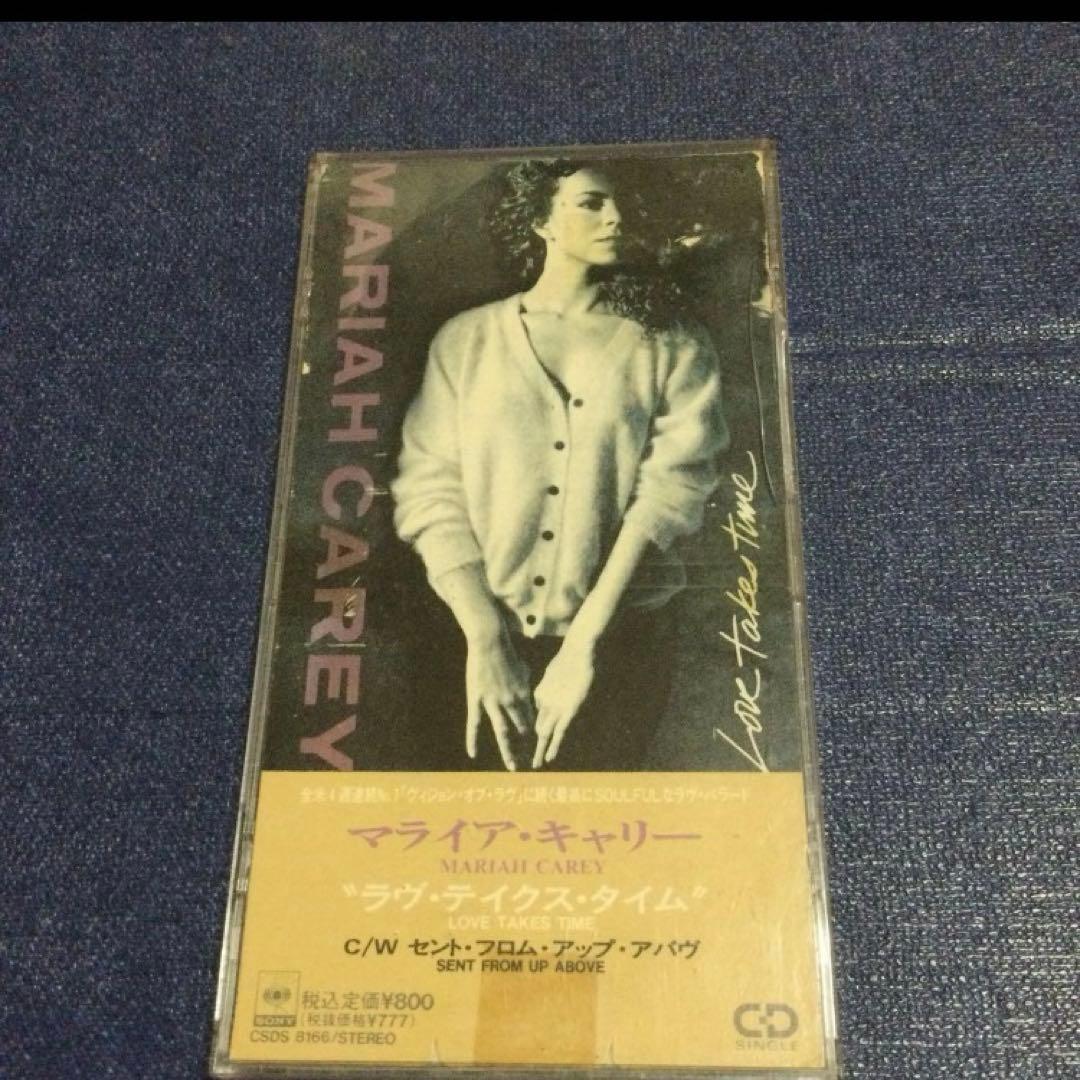 MARIAH CAREY
Love takes time
全米4週連続No.1「ヴィジョン・オブ・ラヴ」に続く最高にSOULFULなラヴ・バラード
マライア・キャリー
MARIAH CAREY
"ラヴ・テイクス・タイム"
LOVE TAKES TIME
C/W セント・フロム・アップ・アバヴ
SENT FROM UP ABOVE
税込定価¥800
(税抜価格¥777)
SONY
CSDS 8166/STEREO
CD
SINGLE